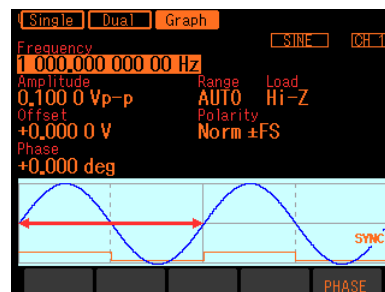 Single Dual Graph
SINE CH 1
Frequency
1 000,000 000 00 Hz
Amplitude Range Load
0.100 0 Vp-p AUTO Hi-Z
Offset Polarity
+0.000 0 V Norm ±FS
Phase
+0.000 deg
SYNC
PHASE